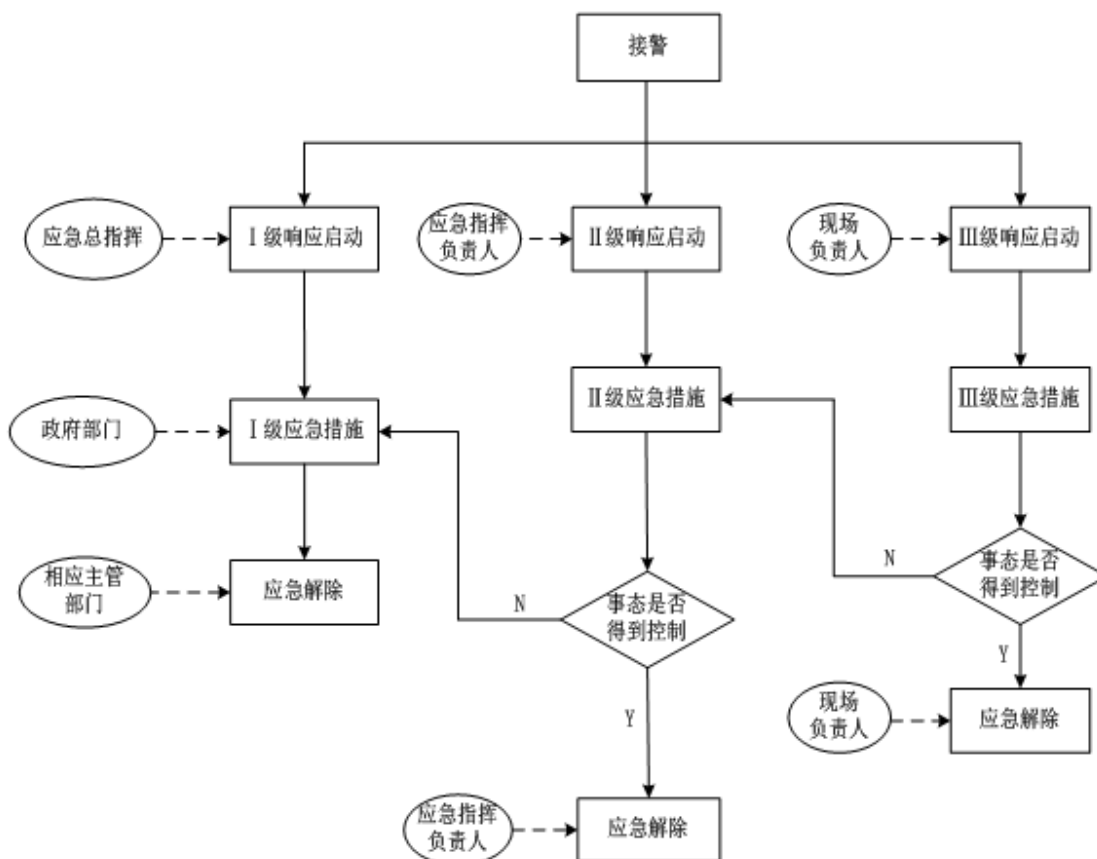 接警
应急总指挥
Ⅰ级响应启动
应急指挥
负责人
Ⅱ级响应启动
现场
负责人
Ⅲ级响应启动
政府部门
Ⅰ级应急措施
Ⅱ级应急措施
Ⅲ级应急措施
相应主管
部门
应急解除
N
事态是否
得到控制
N
事态是否
得到控制
Y
Y
现场
负责人
应急解除
应急指挥
负责人
应急解除